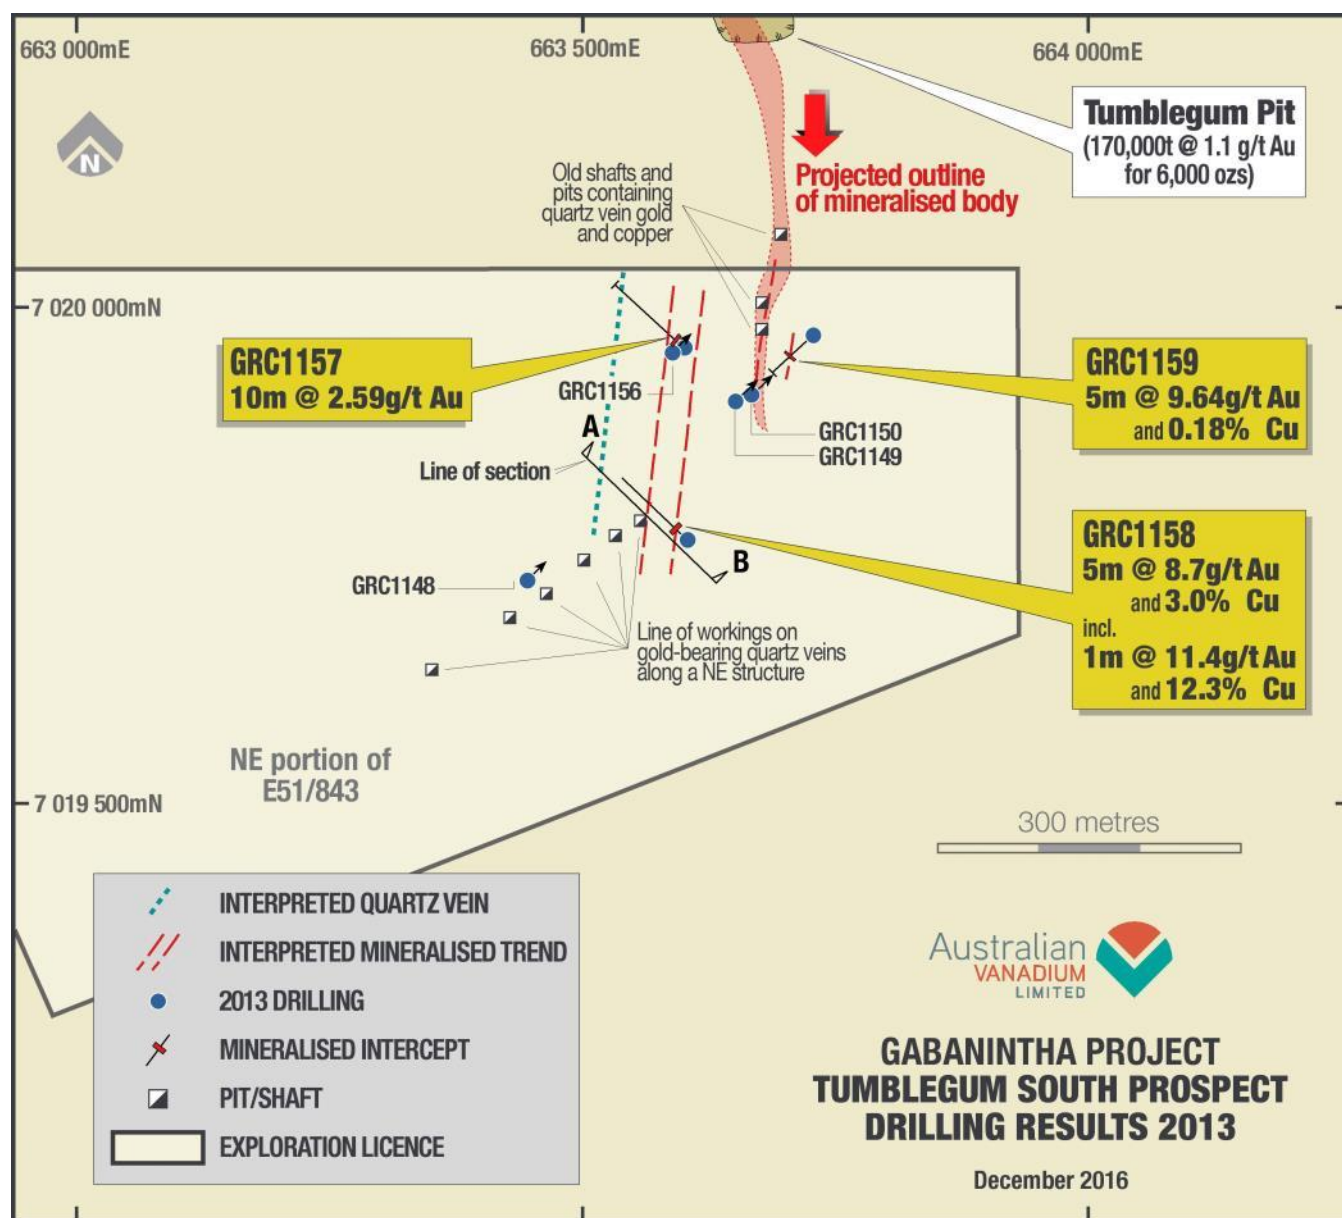 663 000mE
663 500mE
664 000mE
Tumblegum Pit
(170,000t @ 1.1 g/t Au
for 6,000 ozs)
N
Old shafts and
pits containing
quartz vein gold
and copper
Projected outline
of mineralised body
7 020 000mN
GRC1157
10m @ 2.59g/t Au
GRC1156
GRC1159
5m @ 9.64g/t Au
and 0.18% Cu
A
GRC1150
GRC1149
Line of section
GRC1158
5m @ 8.7g/t Au
and 3.0% Cu
incl.
1m @ 11.4g/t Au
and 12.3% Cu
B
GRC1148
Line of workings on
gold-bearing quartz veins
along a NE structure
NE portion of
E51/843
7 019 500mN
300 metres
INTERPRETED QUARTZ VEIN
INTERPRETED MINERALISED TREND
2013 DRILLING
MINERALISED INTERCEPT
PIT/SHAFT
EXPLORATION LICENCE
Australian
VANADIUM
LIMITED
GABANINTHA PROJECT
TUMBLEGUM SOUTH PROSPECT
DRILLING RESULTS 2013
December 2016